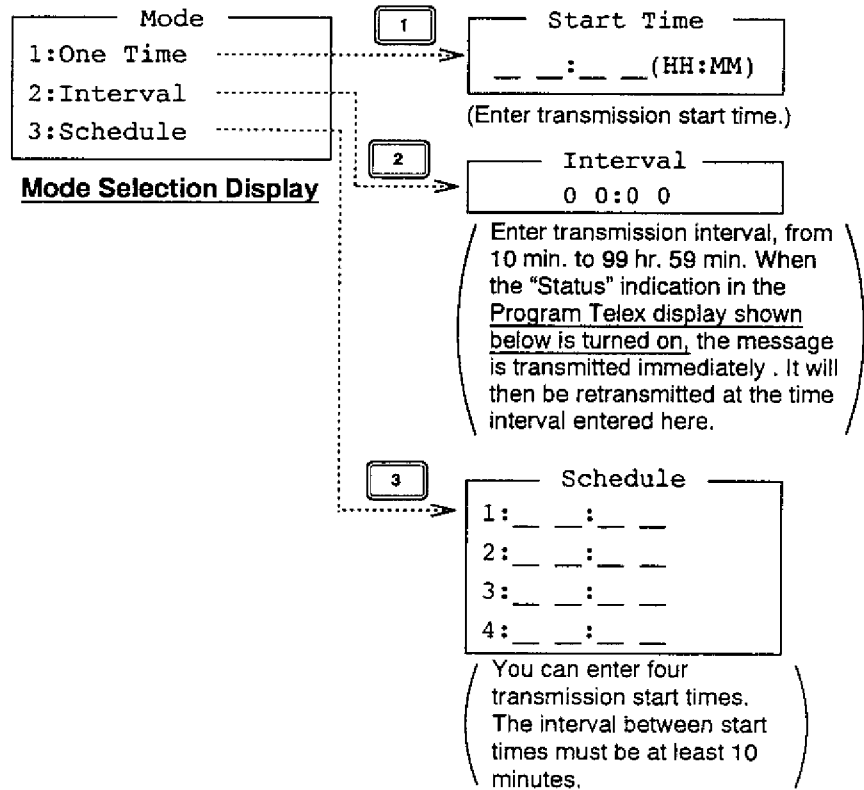 Mode
1:One Time
2:Interval
3:Schedule
Mode Selection Display
1
Start Time
__ __:__ __(HH:MM)
(Enter transmission start time.)
2
Interval
0 0:0 0
Enter transmission interval, from
10 min. to 99 hr. 59 min. When
the “Status” indication in the
Program Telex display shown
below is turned on, the message
is transmitted immediately . It will
then be retransmitted at the time
interval entered here.
3
Schedule
1:__ __:__ __
2:__ __:__ __
3:__ __:__ __
4:__ __:__ __
You can enter four
transmission start times.
The interval between start
times must be at least 10
minutes.